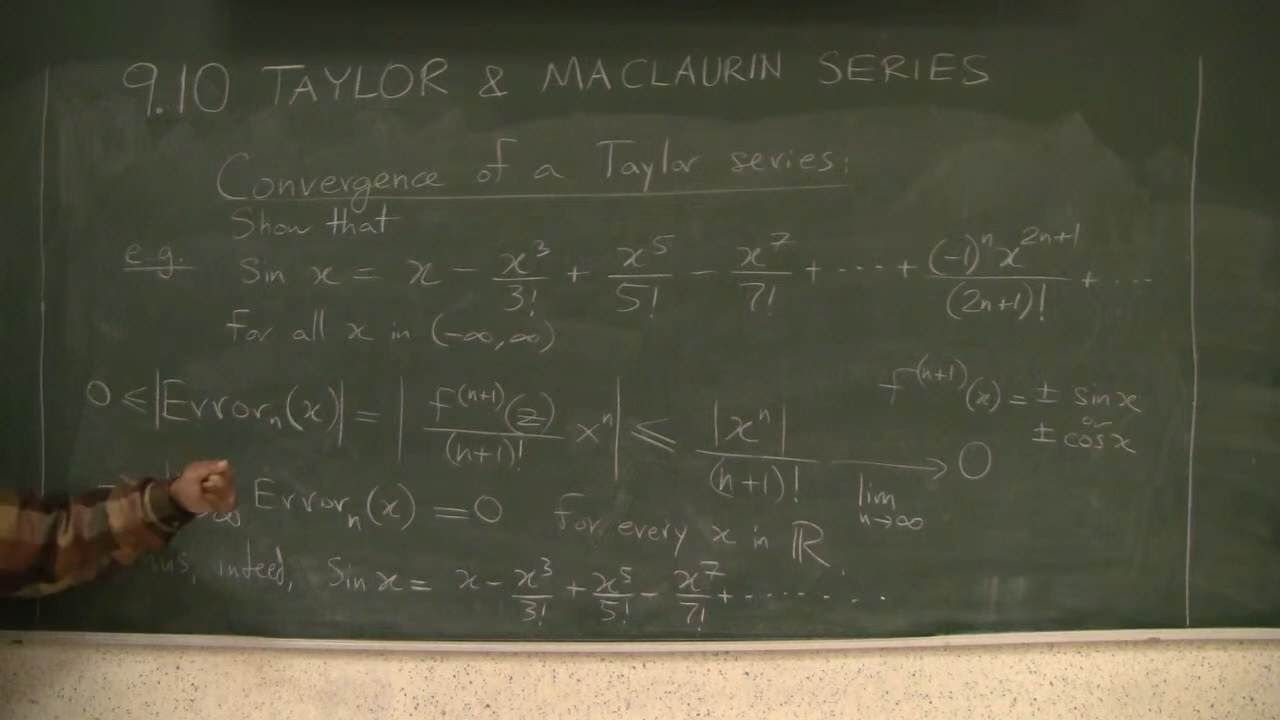 9.10 TAYLOR & MACLAURIN SERIES
Convergence of a Taylor series:
Show that
e.g. Sin x = x - x³/3! + x⁵/5! - x⁷/7! + ⋯ + (-1)ⁿ x²ⁿ⁺¹/(2n+1)! + ⋯
For all x in (-∞, ∞)
f⁽ⁿ⁺¹⁾(x) = ± sin x or ± cos x
0 ≤ |Errorₙ(x)| = | f⁽ⁿ⁺¹⁾(z)/(n+1)! xⁿ | ≤ |xⁿ|/(n+1)! → 0
lim n→∞
Errorₙ(x) = 0 for every x in ℝ.
indeed, Sin x = x - x³/3! + x⁵/5! - x⁷/7! + ⋯